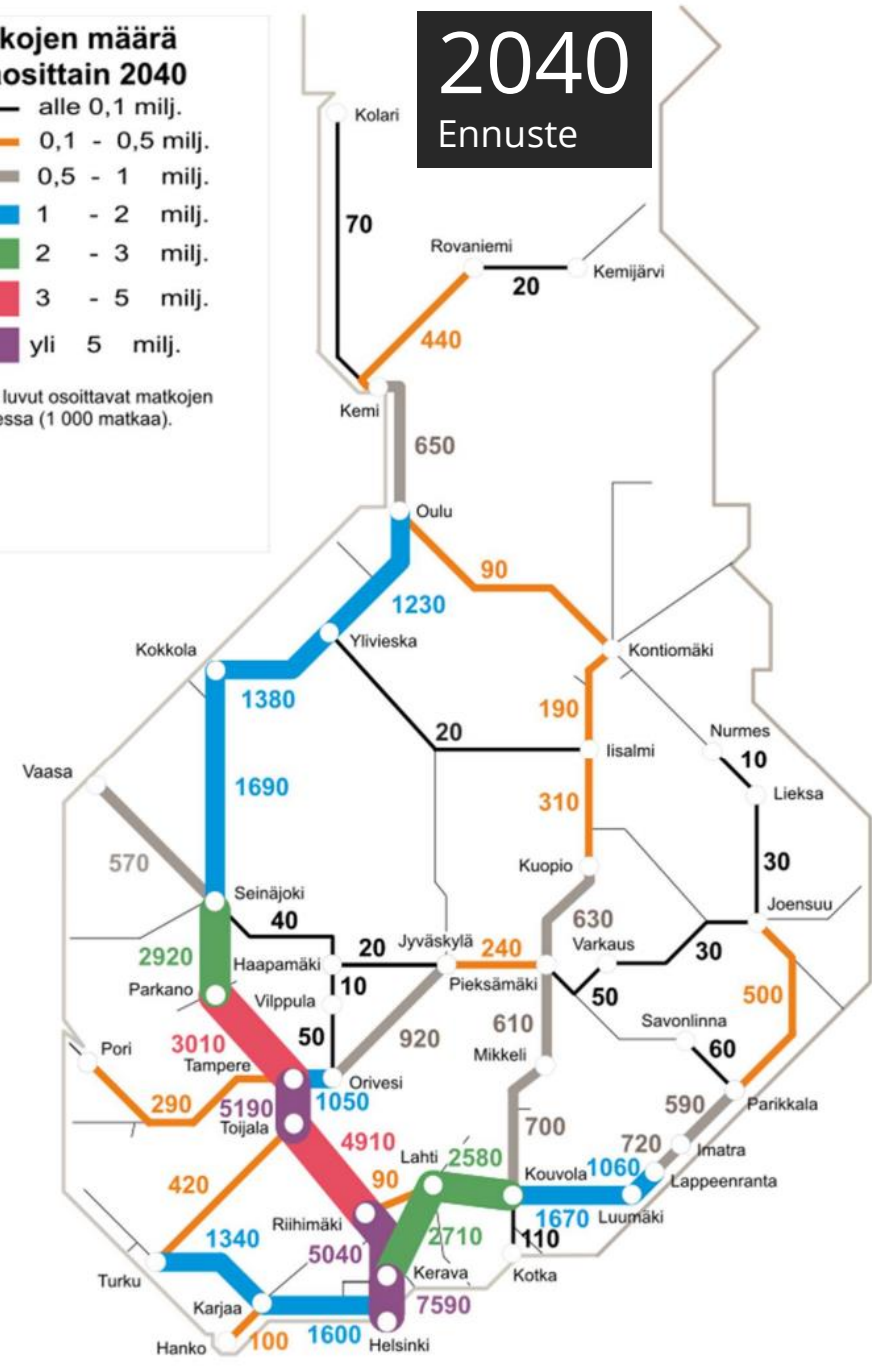 kojen määrä
osittain 2040
alle 0,1 milj.
0,1 - 0,5 milj.
0,5 - 1 milj.
1 - 2 milj.
2 - 3 milj.
3 - 5 milj.
yli 5 milj.
luvut osoittavat matkojen
essa (1 000 matkaa).
2040
Ennuste
Kolari
70
Rovaniemi
20
Kemijärvi
440
Kemi
650
Oulu
90
1230
Ylivieska
Kokkola
Kontiomäki
1380
190
20
Iisalmi
Nurmes
10
Vaasa
1690
310
Lieksa
570
Kuopio
30
Seinäjoki
Joensuu
40
630
20
Jyväskylä
240
Varkaus
30
2920
Haapamäki
Pieksämäki
50
Parkano
10
Vilppula
500
610
Savonlinna
3010
50
920
Mikkeli
60
Pori
Tampere
Orivesi
290
5190
1050
590
Parikkala
Toijala
700
4910
720
Imatra
Lahti
2580
Kouvola
1060
Lappeenranta
420
90
1670
Luumäki
Riihimäki
2710
110
1340
5040
Kerava
Kotka
Turku
7590
Karjaa
1600
Hanko
100
Helsinki